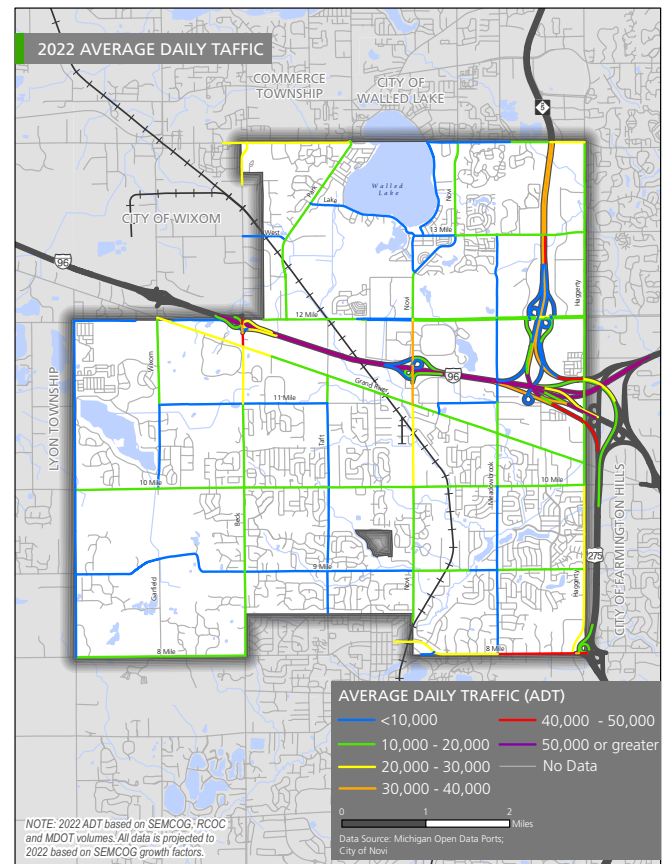 2022 AVERAGE DAILY TAFFIC
COMMERCE
TOWNSHIP
CITY OF
WALLED LAKE
5
Walled
Lake
Park
Lake
Novi
CITY OF WIXOM
West
13 Mile
96
Haggerty
12 Mile
Novi
Wixom
96
Grand River
11 Mile
LYON TOWNSHIP
Taft
Meadowbrook
10 Mile
10 Mile
CITY OF FARMINGTON HILLS
Beck
275
9 Mile
Garfield
Novi
Haggerty
8 Mile
8 Mile
AVERAGE DAILY TRAFFIC (ADT)
<10,000
40,000 - 50,000
10,000 - 20,000
50,000 or greater
20,000 - 30,000
No Data
30,000 - 40,000
0 1 2
Miles
Data Source: Michigan Open Data Ports;
City of Novi
NOTE: 2022 ADT based on SEMCOG, RCOC
and MDOT volumes. All data is projected to
2022 based on SEMCOG growth factors.